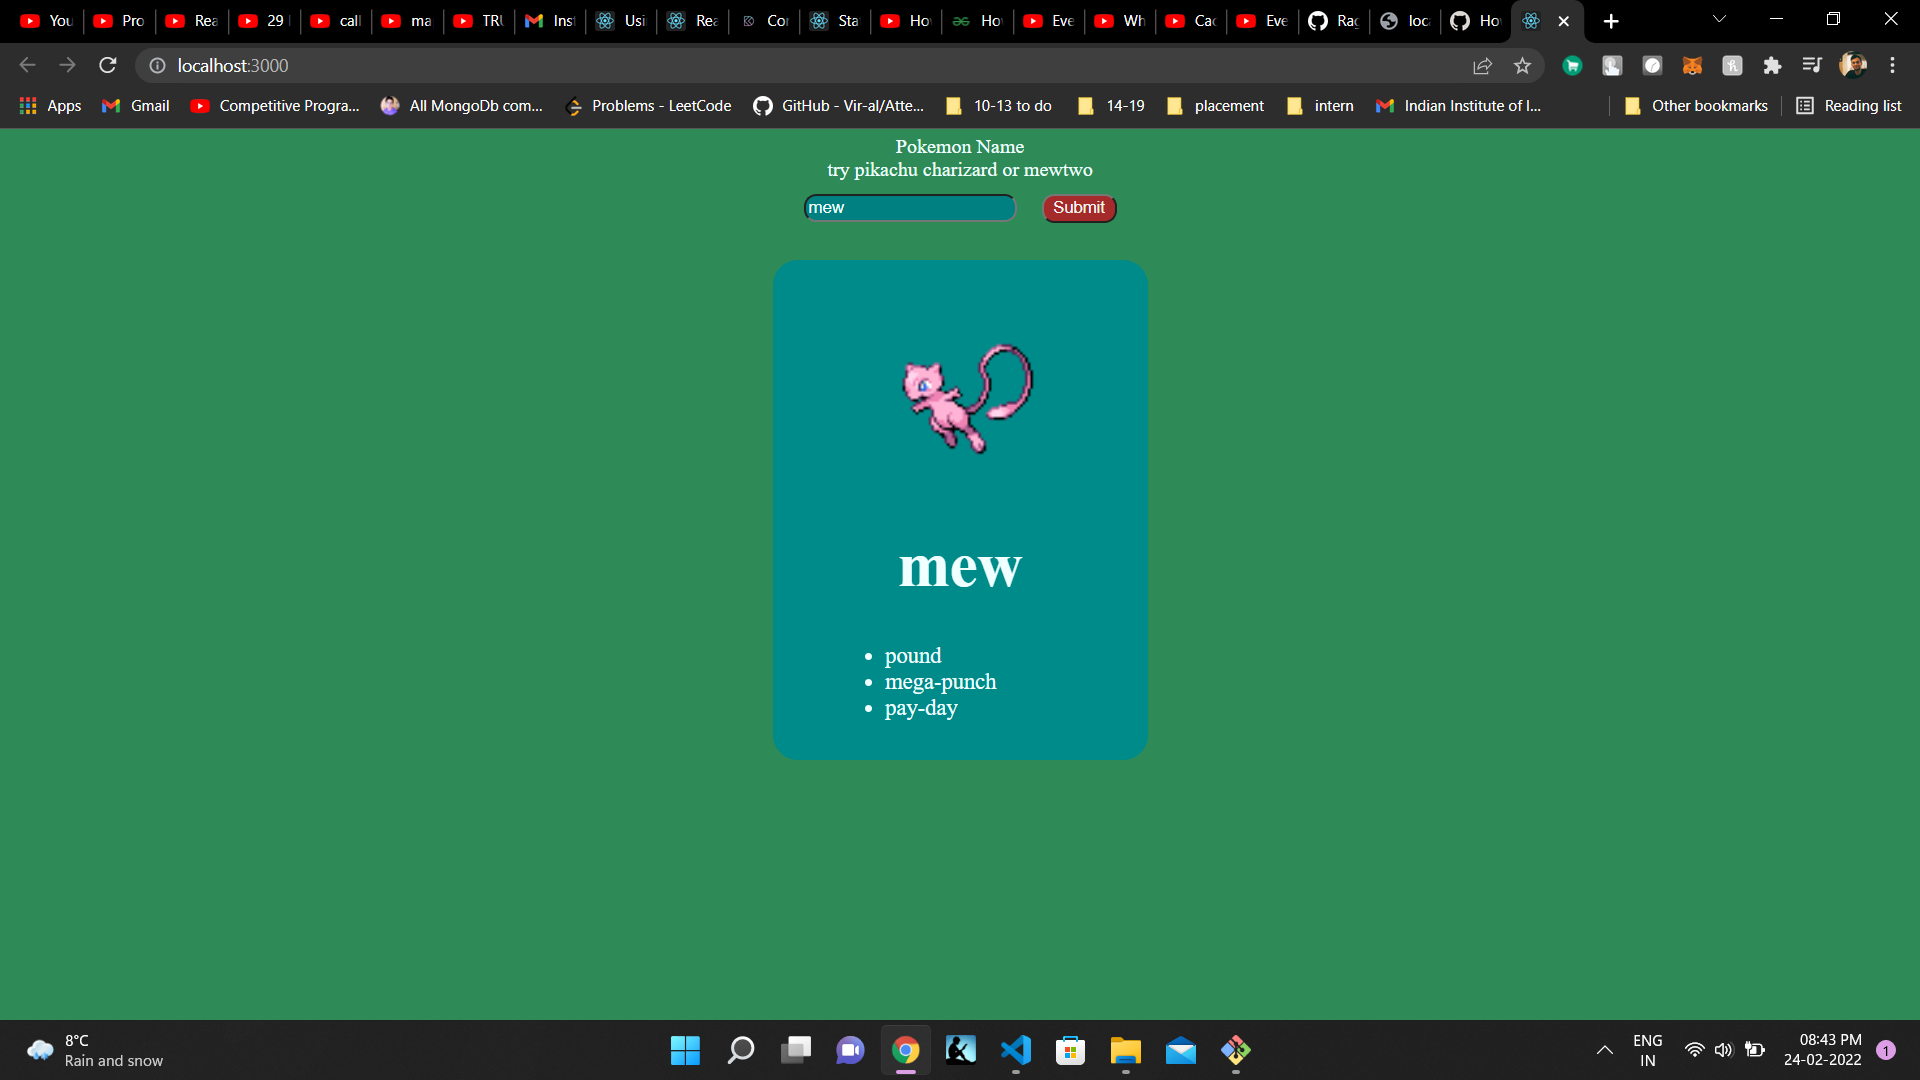 You
Pro
Rea
29
call
ma
TRU
Inst
Usi
Rea
Cor
Sta
Ho
Ho
Eve
Wh
Cac
Eve
Rag
loc
Ho
localhost:3000
Apps
Gmail
Competitive Progra...
All MongoDb com...
Problems - LeetCode
GitHub - Vir-al/Atte...
10-13 to do
14-19
placement
intern
Indian Institute of I...
Other bookmarks
Reading list
Pokemon Name
try pikachu charizard or mewtwo
mew
Submit
mew
pound
mega-punch
pay-day
8°C
Rain and snow
ENG
IN
08:43 PM
24-02-2022
1